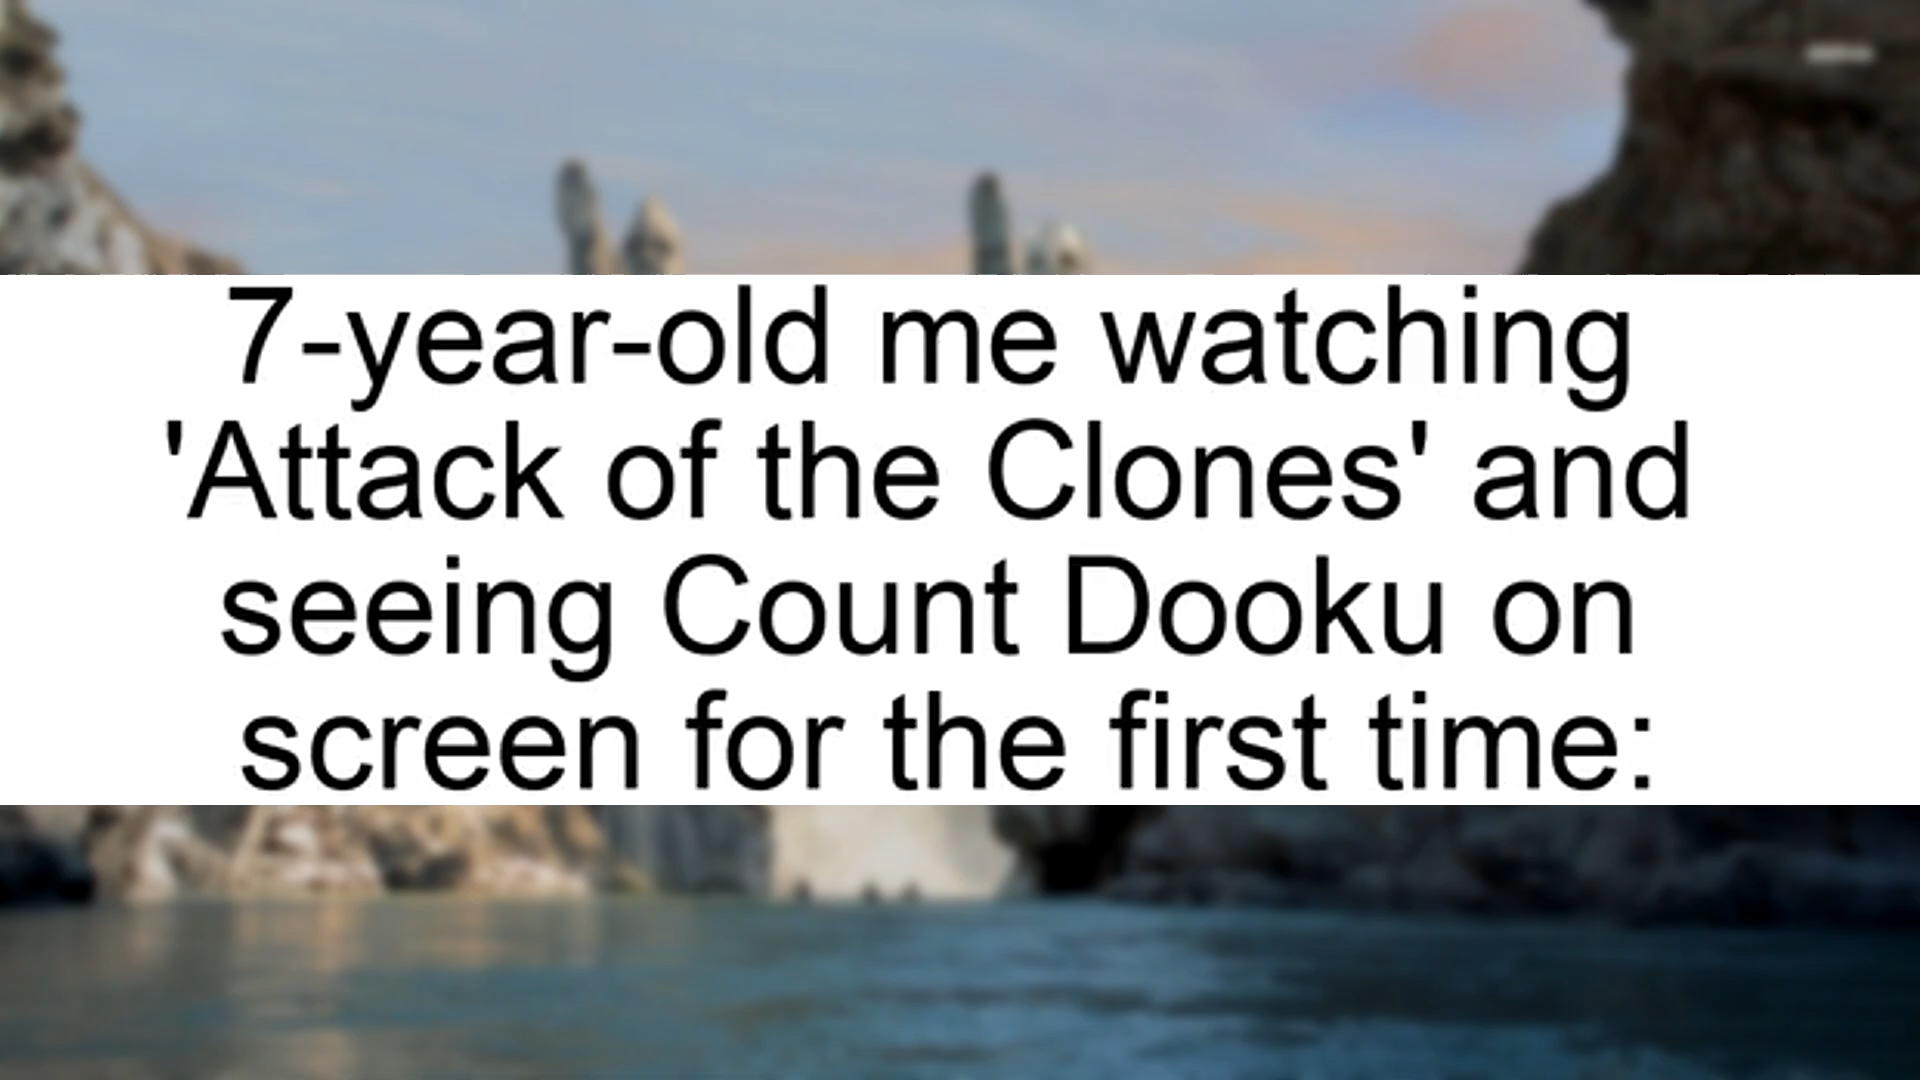 7-year-old me watching
'Attack of the Clones' and
seeing Count Dooku on
screen for the first time: